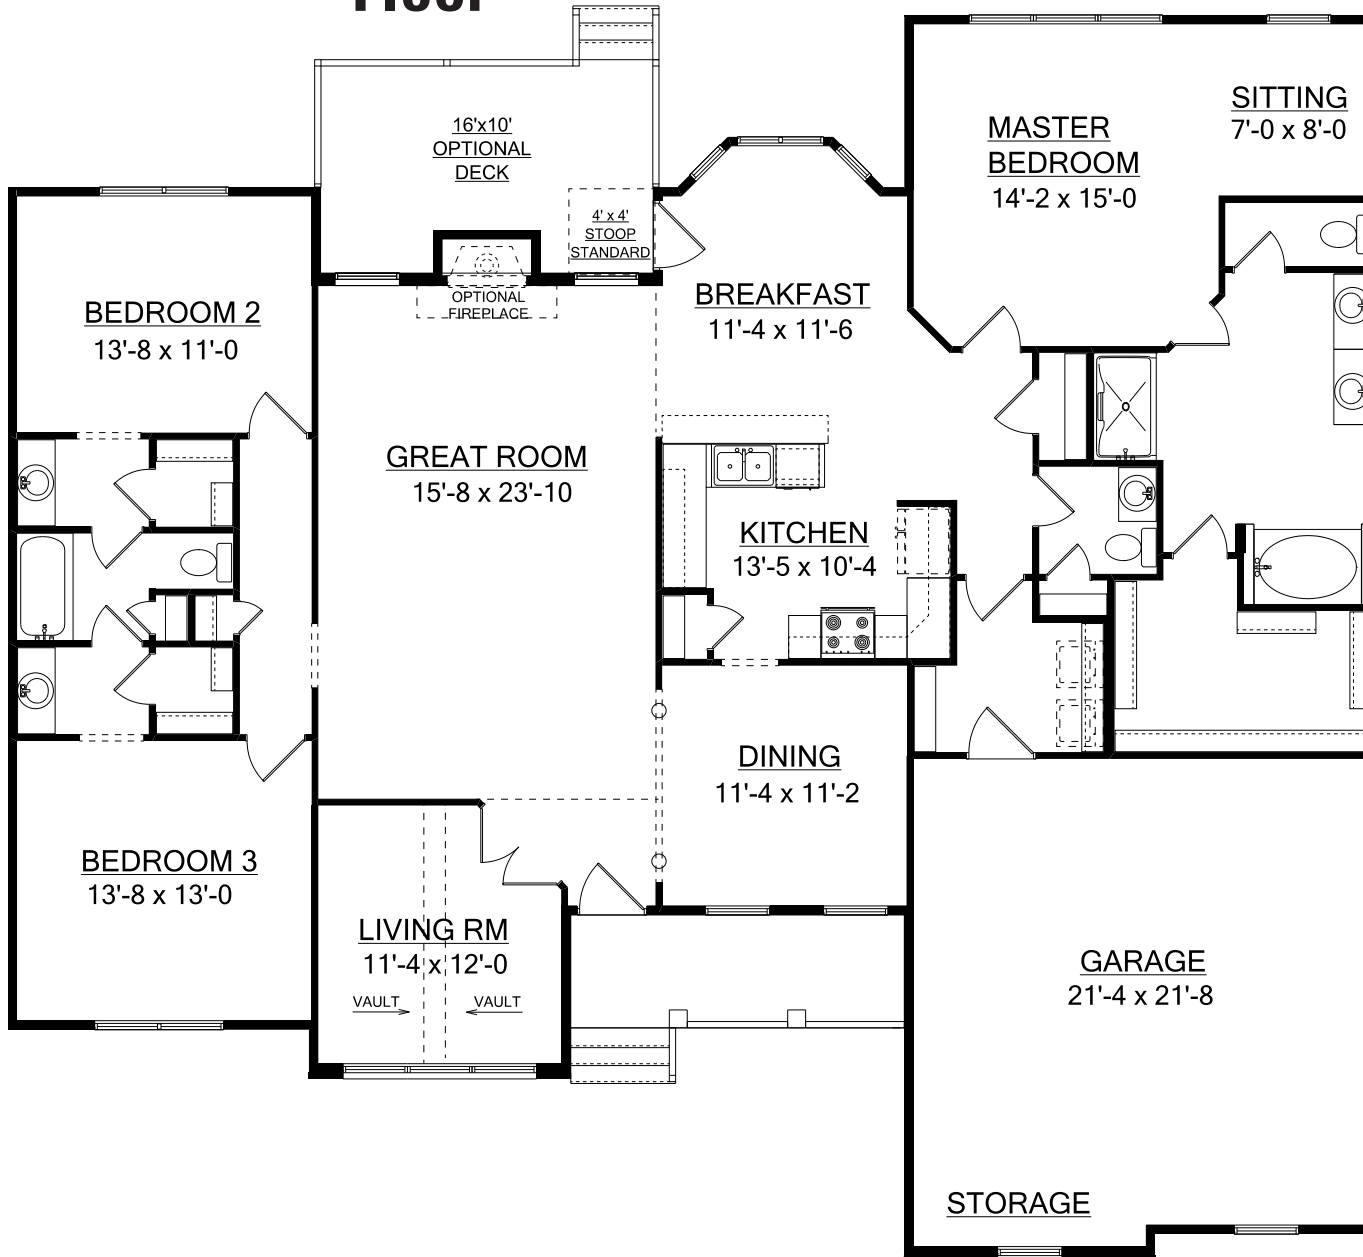 Floor
16'x10'
OPTIONAL
DECK
4' x 4'
STOOP
STANDARD
OPTIONAL
FIREPLACE
SITTING
7'-0 x 8'-0
MASTER
BEDROOM
14'-2 x 15'-0
BEDROOM 2
13'-8 x 11'-0
BREAKFAST
11'-4 x 11'-6
GREAT ROOM
15'-8 x 23'-10
KITCHEN
13'-5 x 10'-4
DINING
11'-4 x 11'-2
BEDROOM 3
13'-8 x 13'-0
LIVING RM
11'-4 x 12'-0
VAULT
VAULT
GARAGE
21'-4 x 21'-8
STORAGE